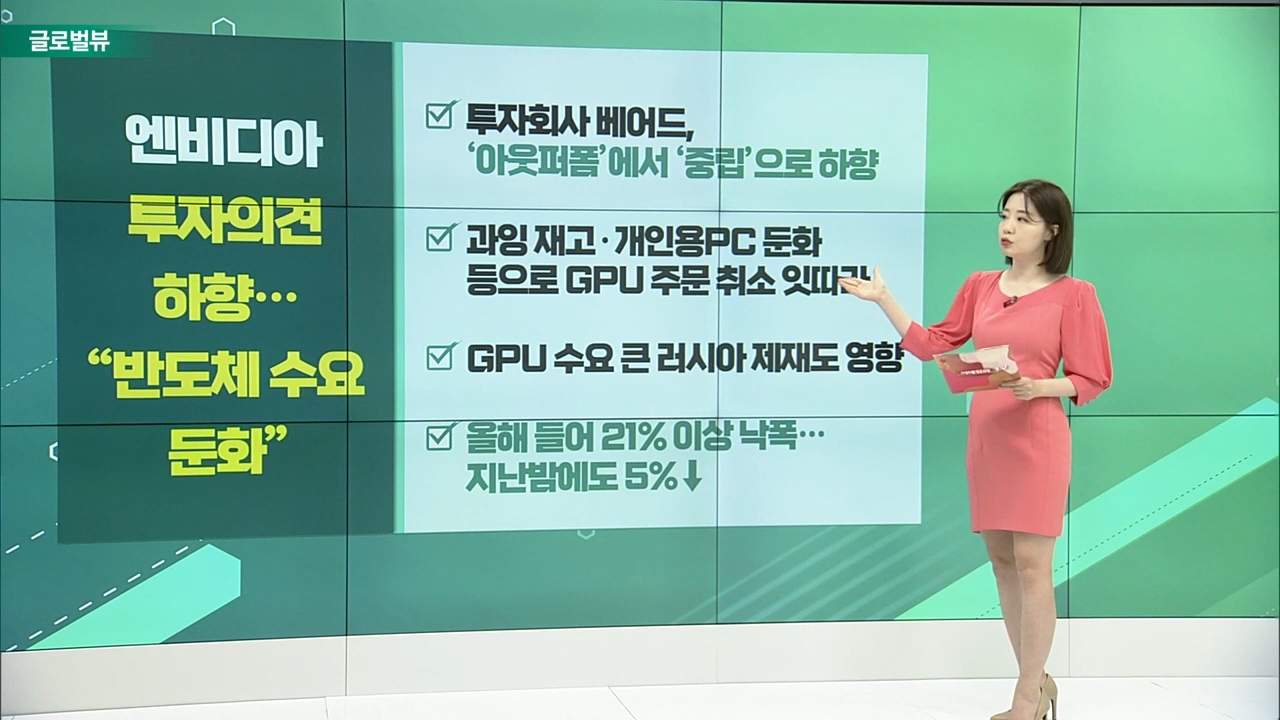 글로벌뷰
엔비디아
투자의견
하향…
“반도체 수요
둔화”
투자회사 베어드,
‘아웃퍼폼’에서 ‘중립’으로 하향
과잉 재고·개인용PC 둔화
등으로 GPU 주문 취소 잇따라
GPU 수요 큰 러시아 제재도 영향
올해 들어 21% 이상 낙폭…
지난밤에도 5%↓